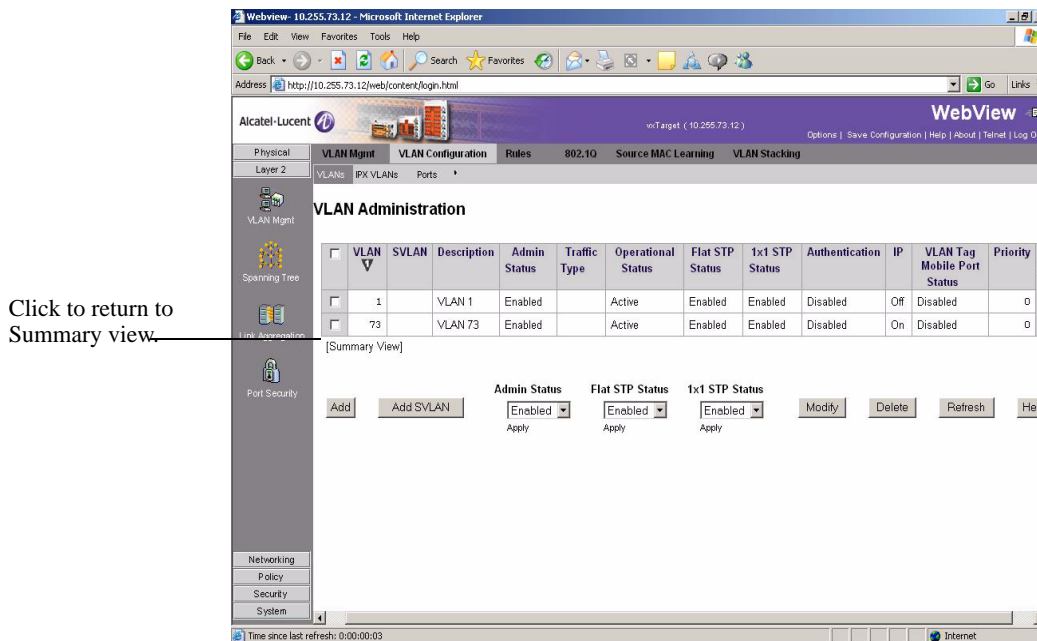 Webview- 10.255.73.12 - Microsoft Internet Explorer
File Edit View Favorites Tools Help
Back Search Favorites
Address http://10.255.73.12/web/content/login.html Go Links
Alcatel·Lucent vxTarget ( 10.255.73.12 ) WebView
Options | Save Configuration | Help | About | Telnet | Log O
Physical VLAN Mgmt VLAN Configuration Rules 802.1Q Source MAC Learning VLAN Stacking
Layer 2 VLANs IPX VLANs Ports
VLAN Mgmt
VLAN Administration
VLAN SVLAN Description Admin Status Traffic Type Operational Status Flat STP Status 1x1 STP Status Authentication IP VLAN Tag Mobile Port Status Priority
Spanning Tree
1 VLAN 1 Enabled Active Enabled Enabled Disabled Off Disabled 0
73 VLAN 73 Enabled Active Enabled Enabled Disabled On Disabled 0
Click to return to
Summary view.
Link Aggregation
[Summary View]
Port Security
Admin Status Flat STP Status 1x1 STP Status
Add Add SVLAN Enabled Enabled Enabled Modify Delete Refresh He
Apply Apply Apply
Networking
Policy
Security
System
Time since last refresh: 0:00:00:03 Internet